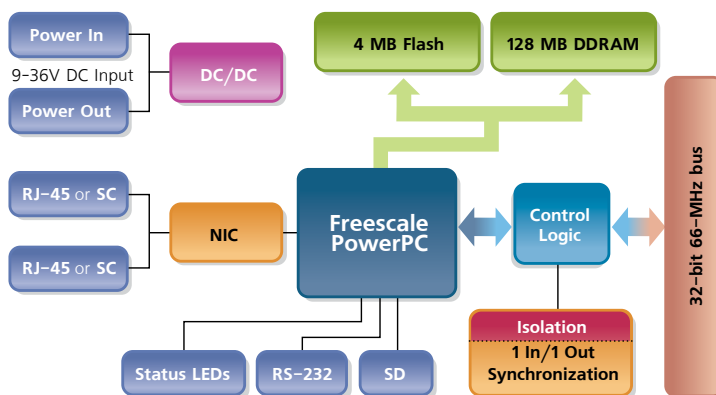 Power In
9–36V DC Input
Power Out
DC/DC
4 MB Flash
128 MB DDRAM
RJ–45 or SC
RJ–45 or SC
NIC
Freescale
PowerPC
Control
Logic
32–bit 66–MHz bus
Isolation
1 In/1 Out
Synchronization
Status LEDs
RS–232
SD